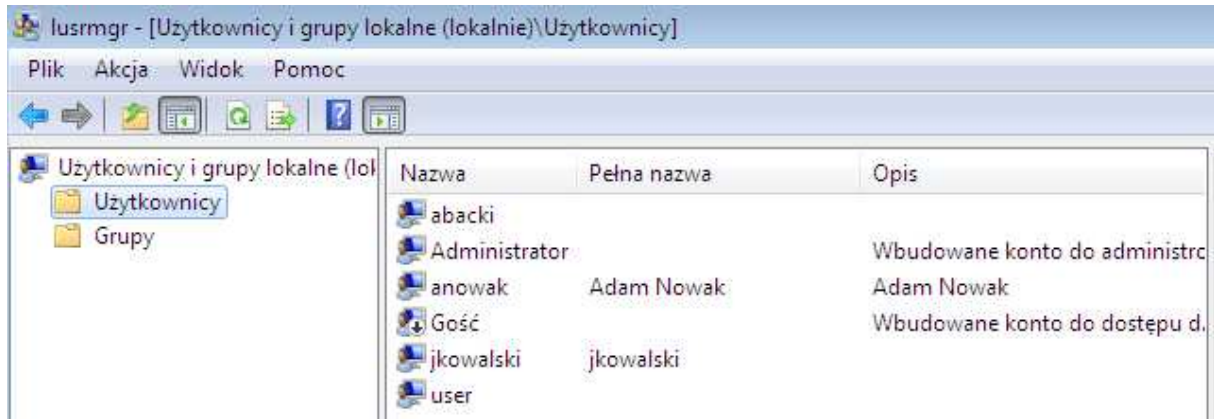 lusrmgr - [Użytkownicy i grupy lokalne (lokalnie)\Użytkownicy]
Plik Akcja Widok Pomoc
Użytkownicy i grupy lokalne (lok
Użytkownicy
Grupy
Nazwa Pełna nazwa Opis
abacki
Administrator Wbudowane konto do administrc
anowak Adam Nowak Adam Nowak
Gość Wbudowane konto do dostępu d.
jkowalski jkowalski
user